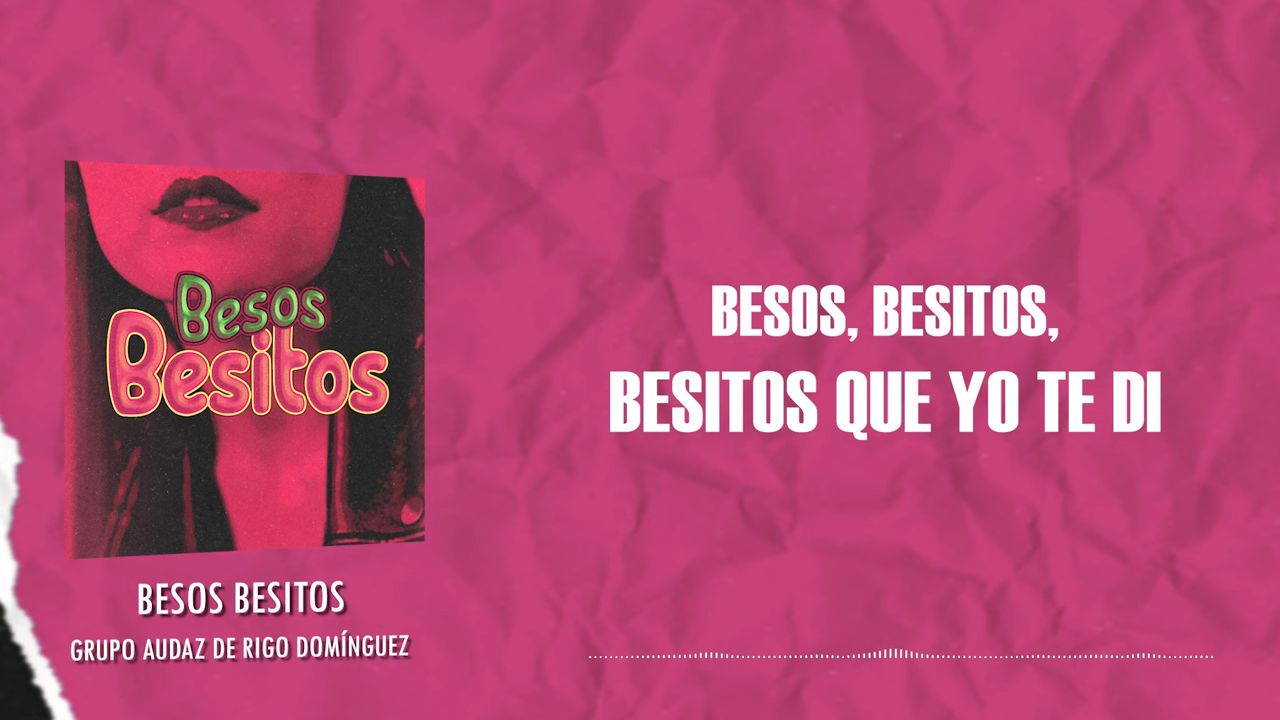 Besos
Besitos
BESOS BESITOS
GRUPO AUDAZ DE RIGO DOMÍNGUEZ
BESOS, BESITOS,
BESITOS QUE YO TE DI